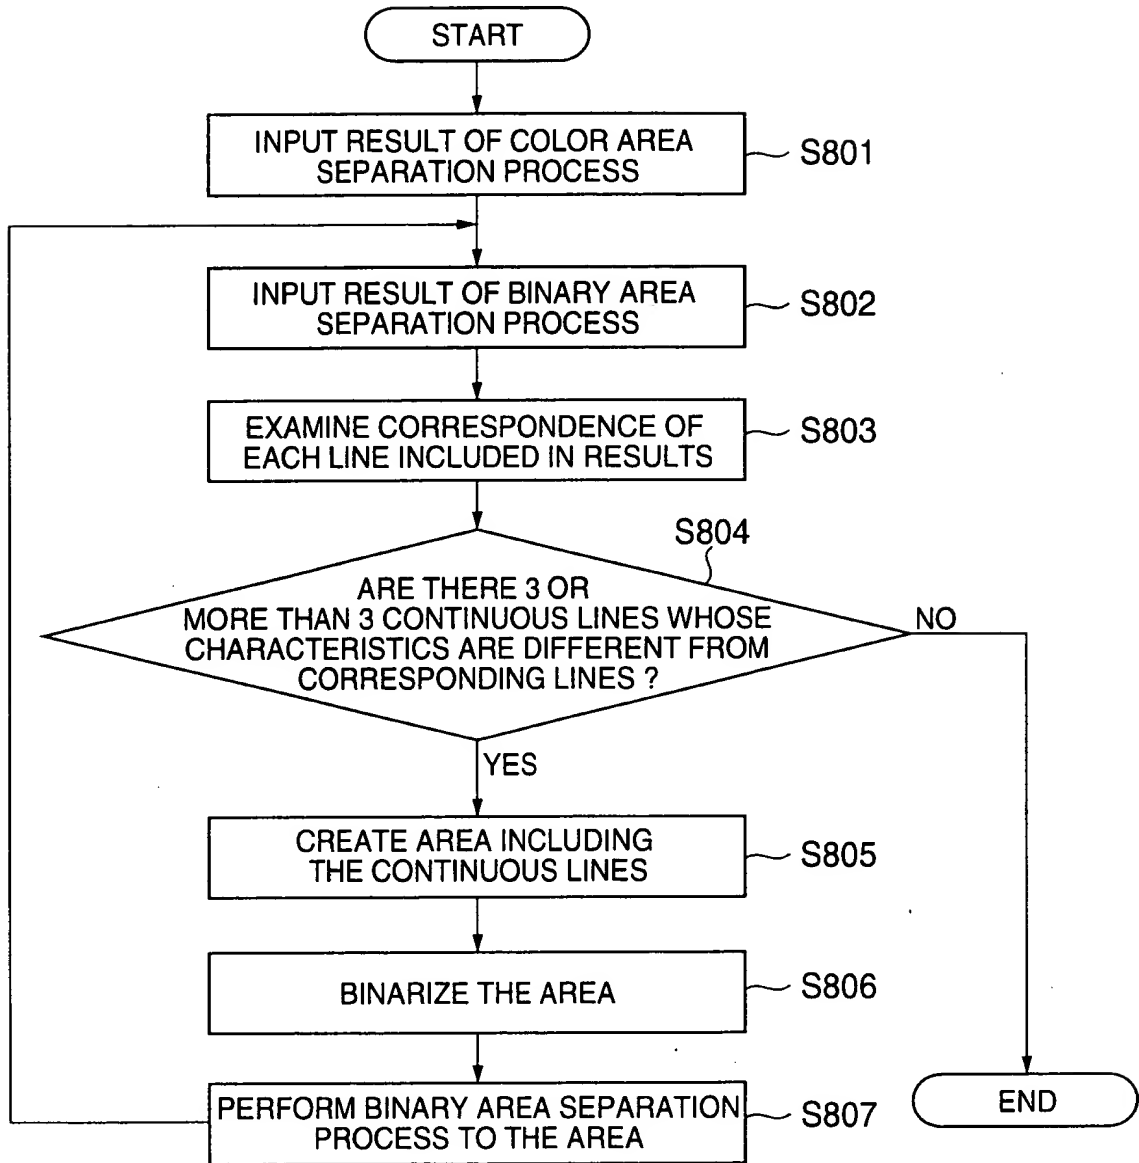 START
INPUT RESULT OF COLOR AREA
SEPARATION PROCESS
S801
INPUT RESULT OF BINARY AREA
SEPARATION PROCESS
S802
EXAMINE CORRESPONDENCE OF
EACH LINE INCLUDED IN RESULTS
S803
S804
ARE THERE 3 OR
MORE THAN 3 CONTINUOUS LINES WHOSE
CHARACTERISTICS ARE DIFFERENT FROM
CORRESPONDING LINES ?
NO
YES
CREATE AREA INCLUDING
THE CONTINUOUS LINES
S805
BINARIZE THE AREA
S806
PERFORM BINARY AREA SEPARATION
PROCESS TO THE AREA
S807
END